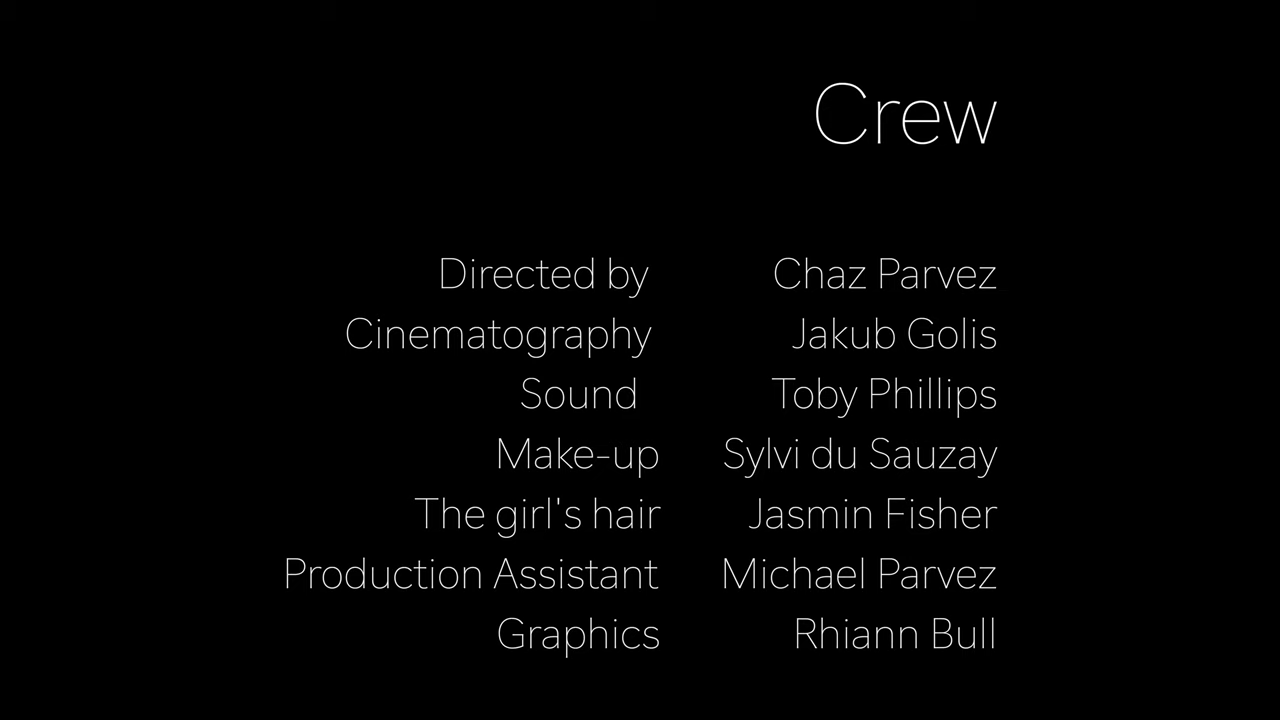 Crew
Directed by Chaz Parvez
Cinematography Jakub Golis
Sound Toby Phillips
Make-up Sylvi du Sauzay
The girl's hair Jasmin Fisher
Production Assistant Michael Parvez
Graphics Rhiann Bull